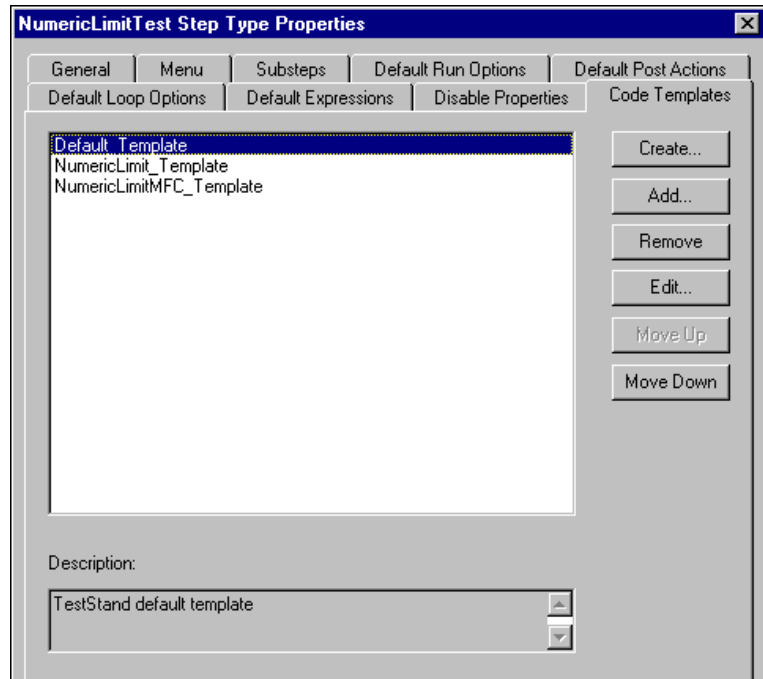 NumericLimitTest Step Type Properties
General Menu Substeps Default Run Options Default Post Actions
Default Loop Options Default Expressions Disable Properties Code Templates
Default_Template
NumericLimit_Template
NumericLimitMFC_Template
Create...
Add...
Remove
Edit...
Move Up
Move Down
Description:
TestStand default template